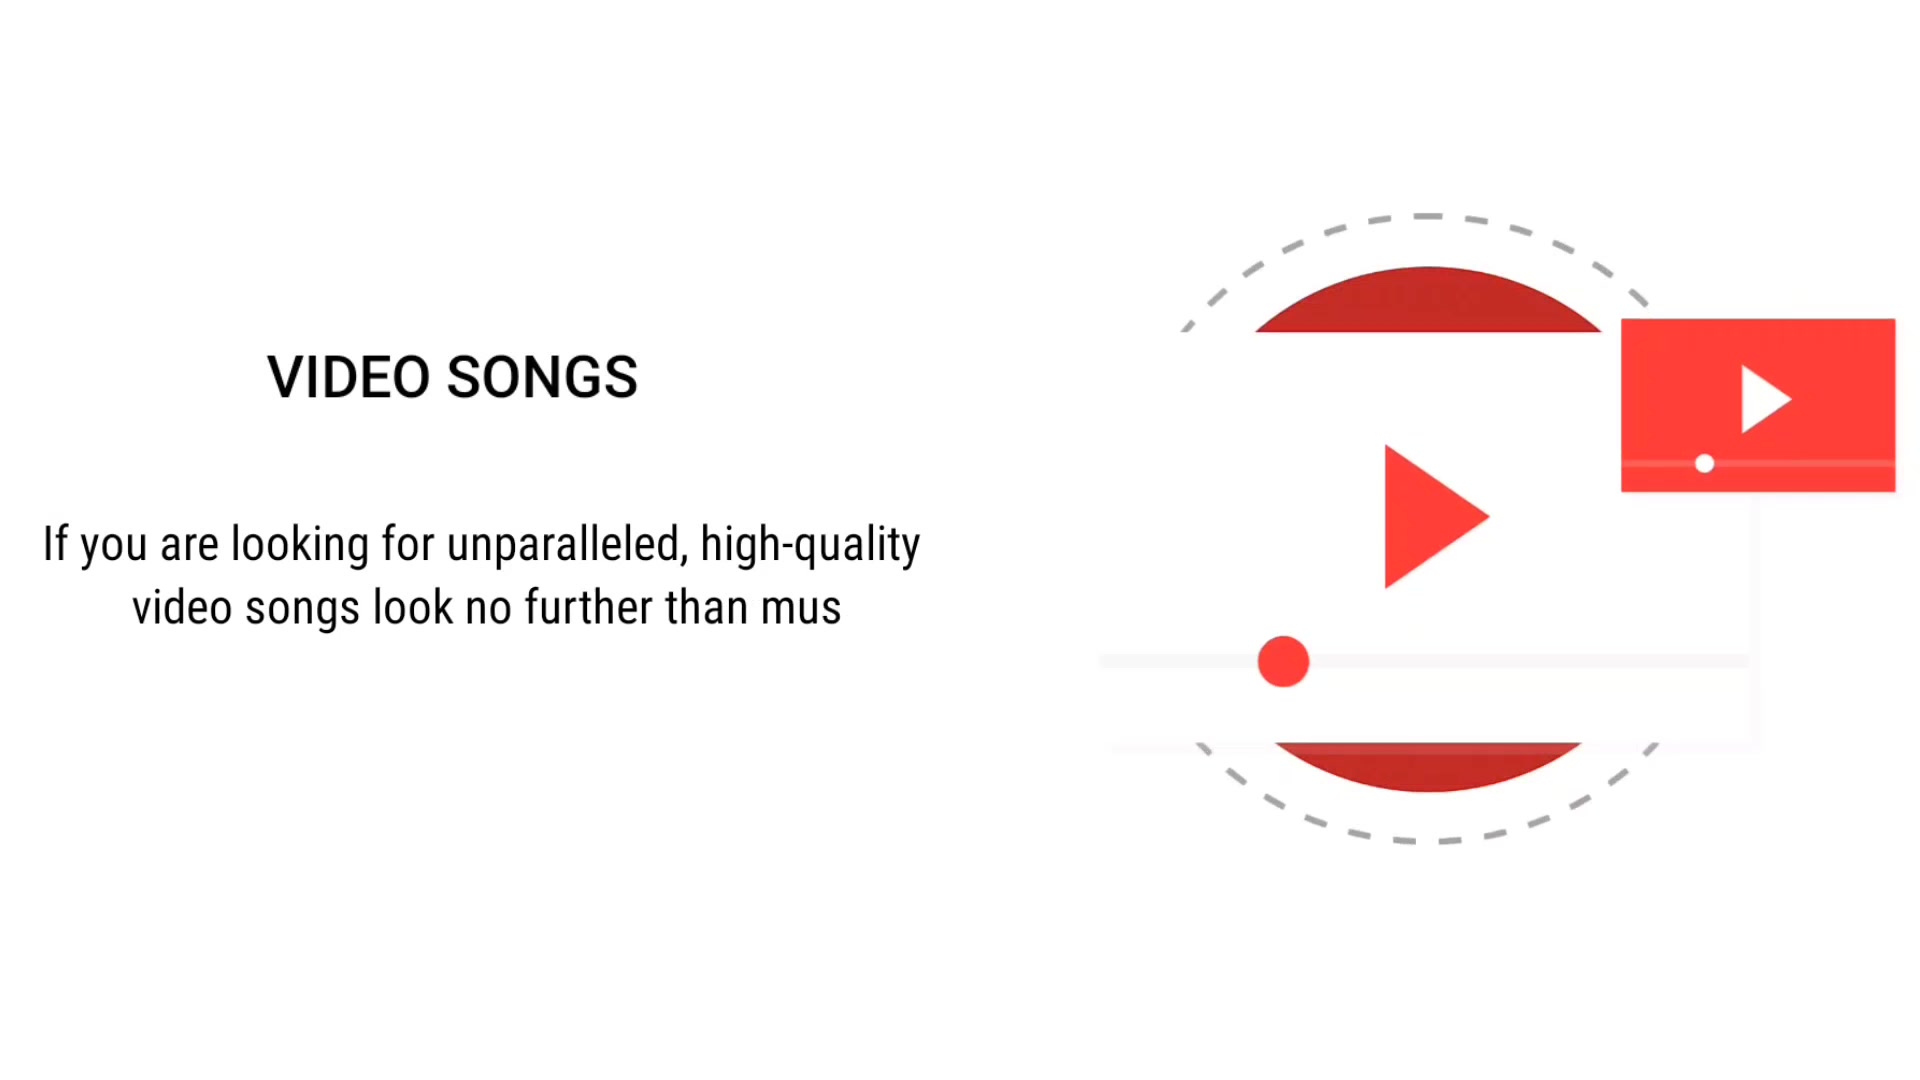 VIDEO SONGS
If you are looking for unparalleled, high-quality
video songs look no further than mus